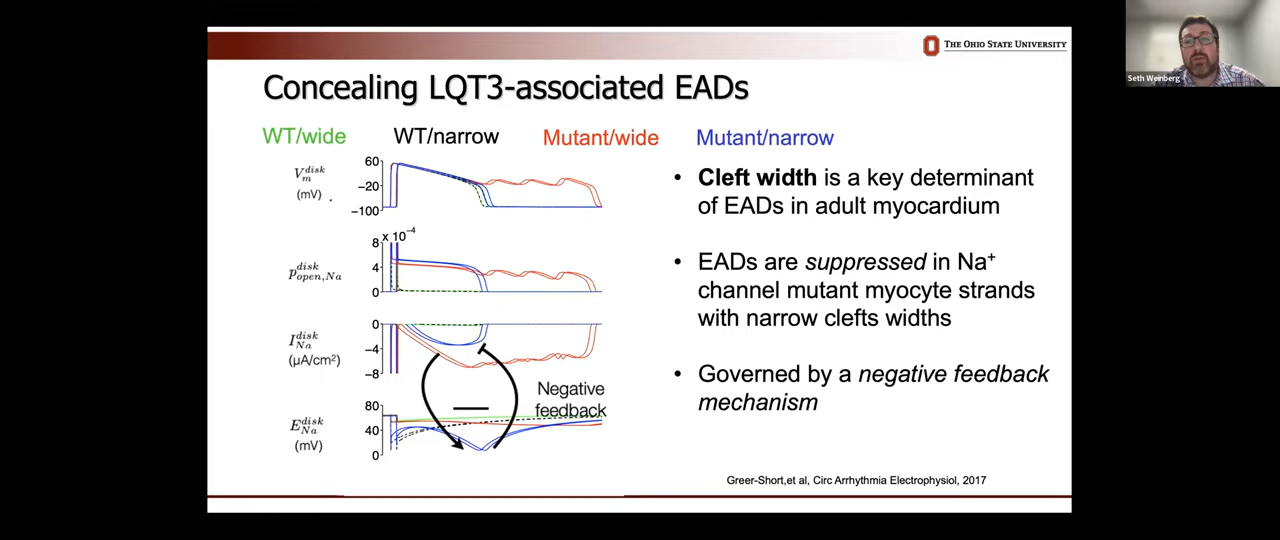 THE OHIO STATE UNIVERSITY
Seth Weinberg
Concealing LQT3-associated EADs
WT/wide WT/narrow Mutant/wide Mutant/narrow
V_m^disk
(mV)
60
−20
−100
x 10^-4
p_open,Na^disk
8
4
0
I_Na^disk
(µA/cm²)
0
−4
−8
Negative
feedback
E_Na^disk
(mV)
80
40
0
• Cleft width is a key determinant
of EADs in adult myocardium
• EADs are suppressed in Na⁺
channel mutant myocyte strands
with narrow clefts widths
• Governed by a negative feedback
mechanism
Greer-Short,et al, Circ Arrhythmia Electrophysiol, 2017